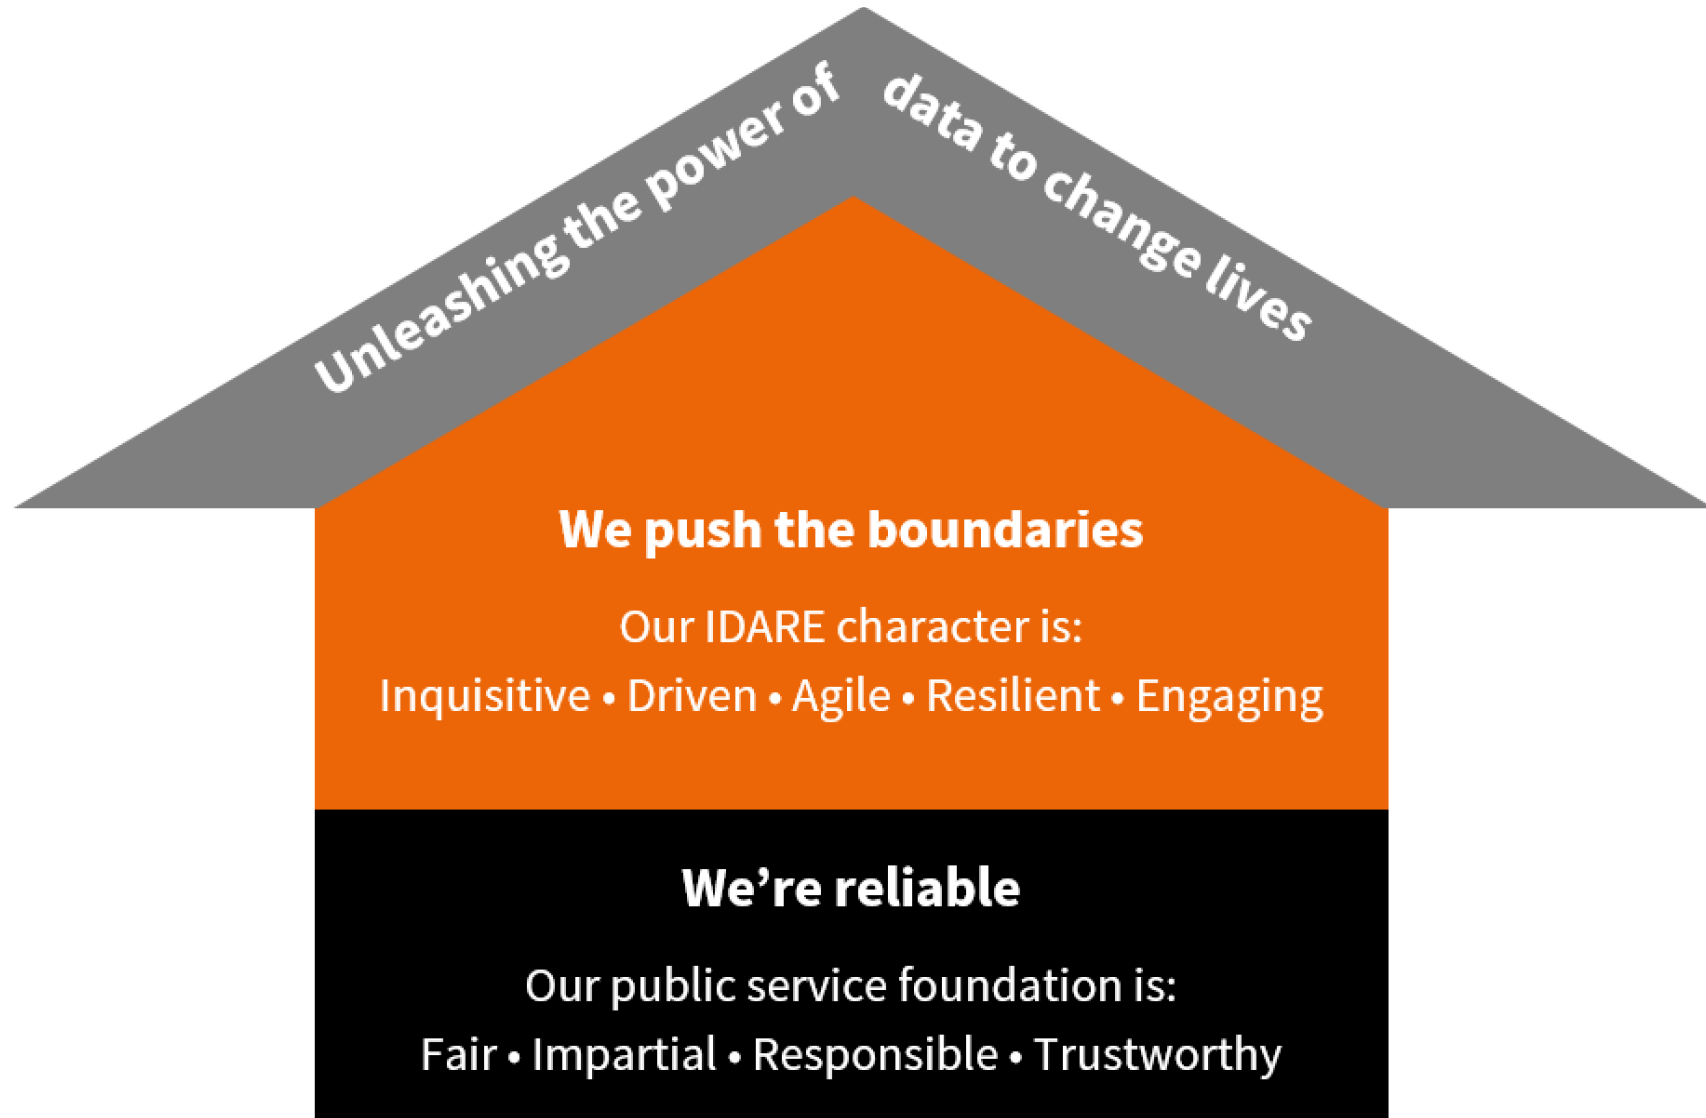 Unleashing the power of
data to change lives
We push the boundaries
Our IDARE character is:
Inquisitive • Driven • Agile • Resilient • Engaging
We’re reliable
Our public service foundation is:
Fair • Impartial • Responsible • Trustworthy